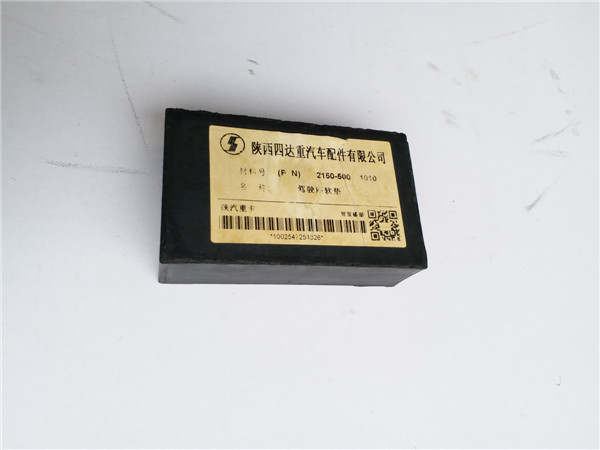 陕西四达重汽车配件有限公司
材料号 (P N) 2150-500 1010
名 称 驾驶座软垫
陕汽重卡
*1002547251326*